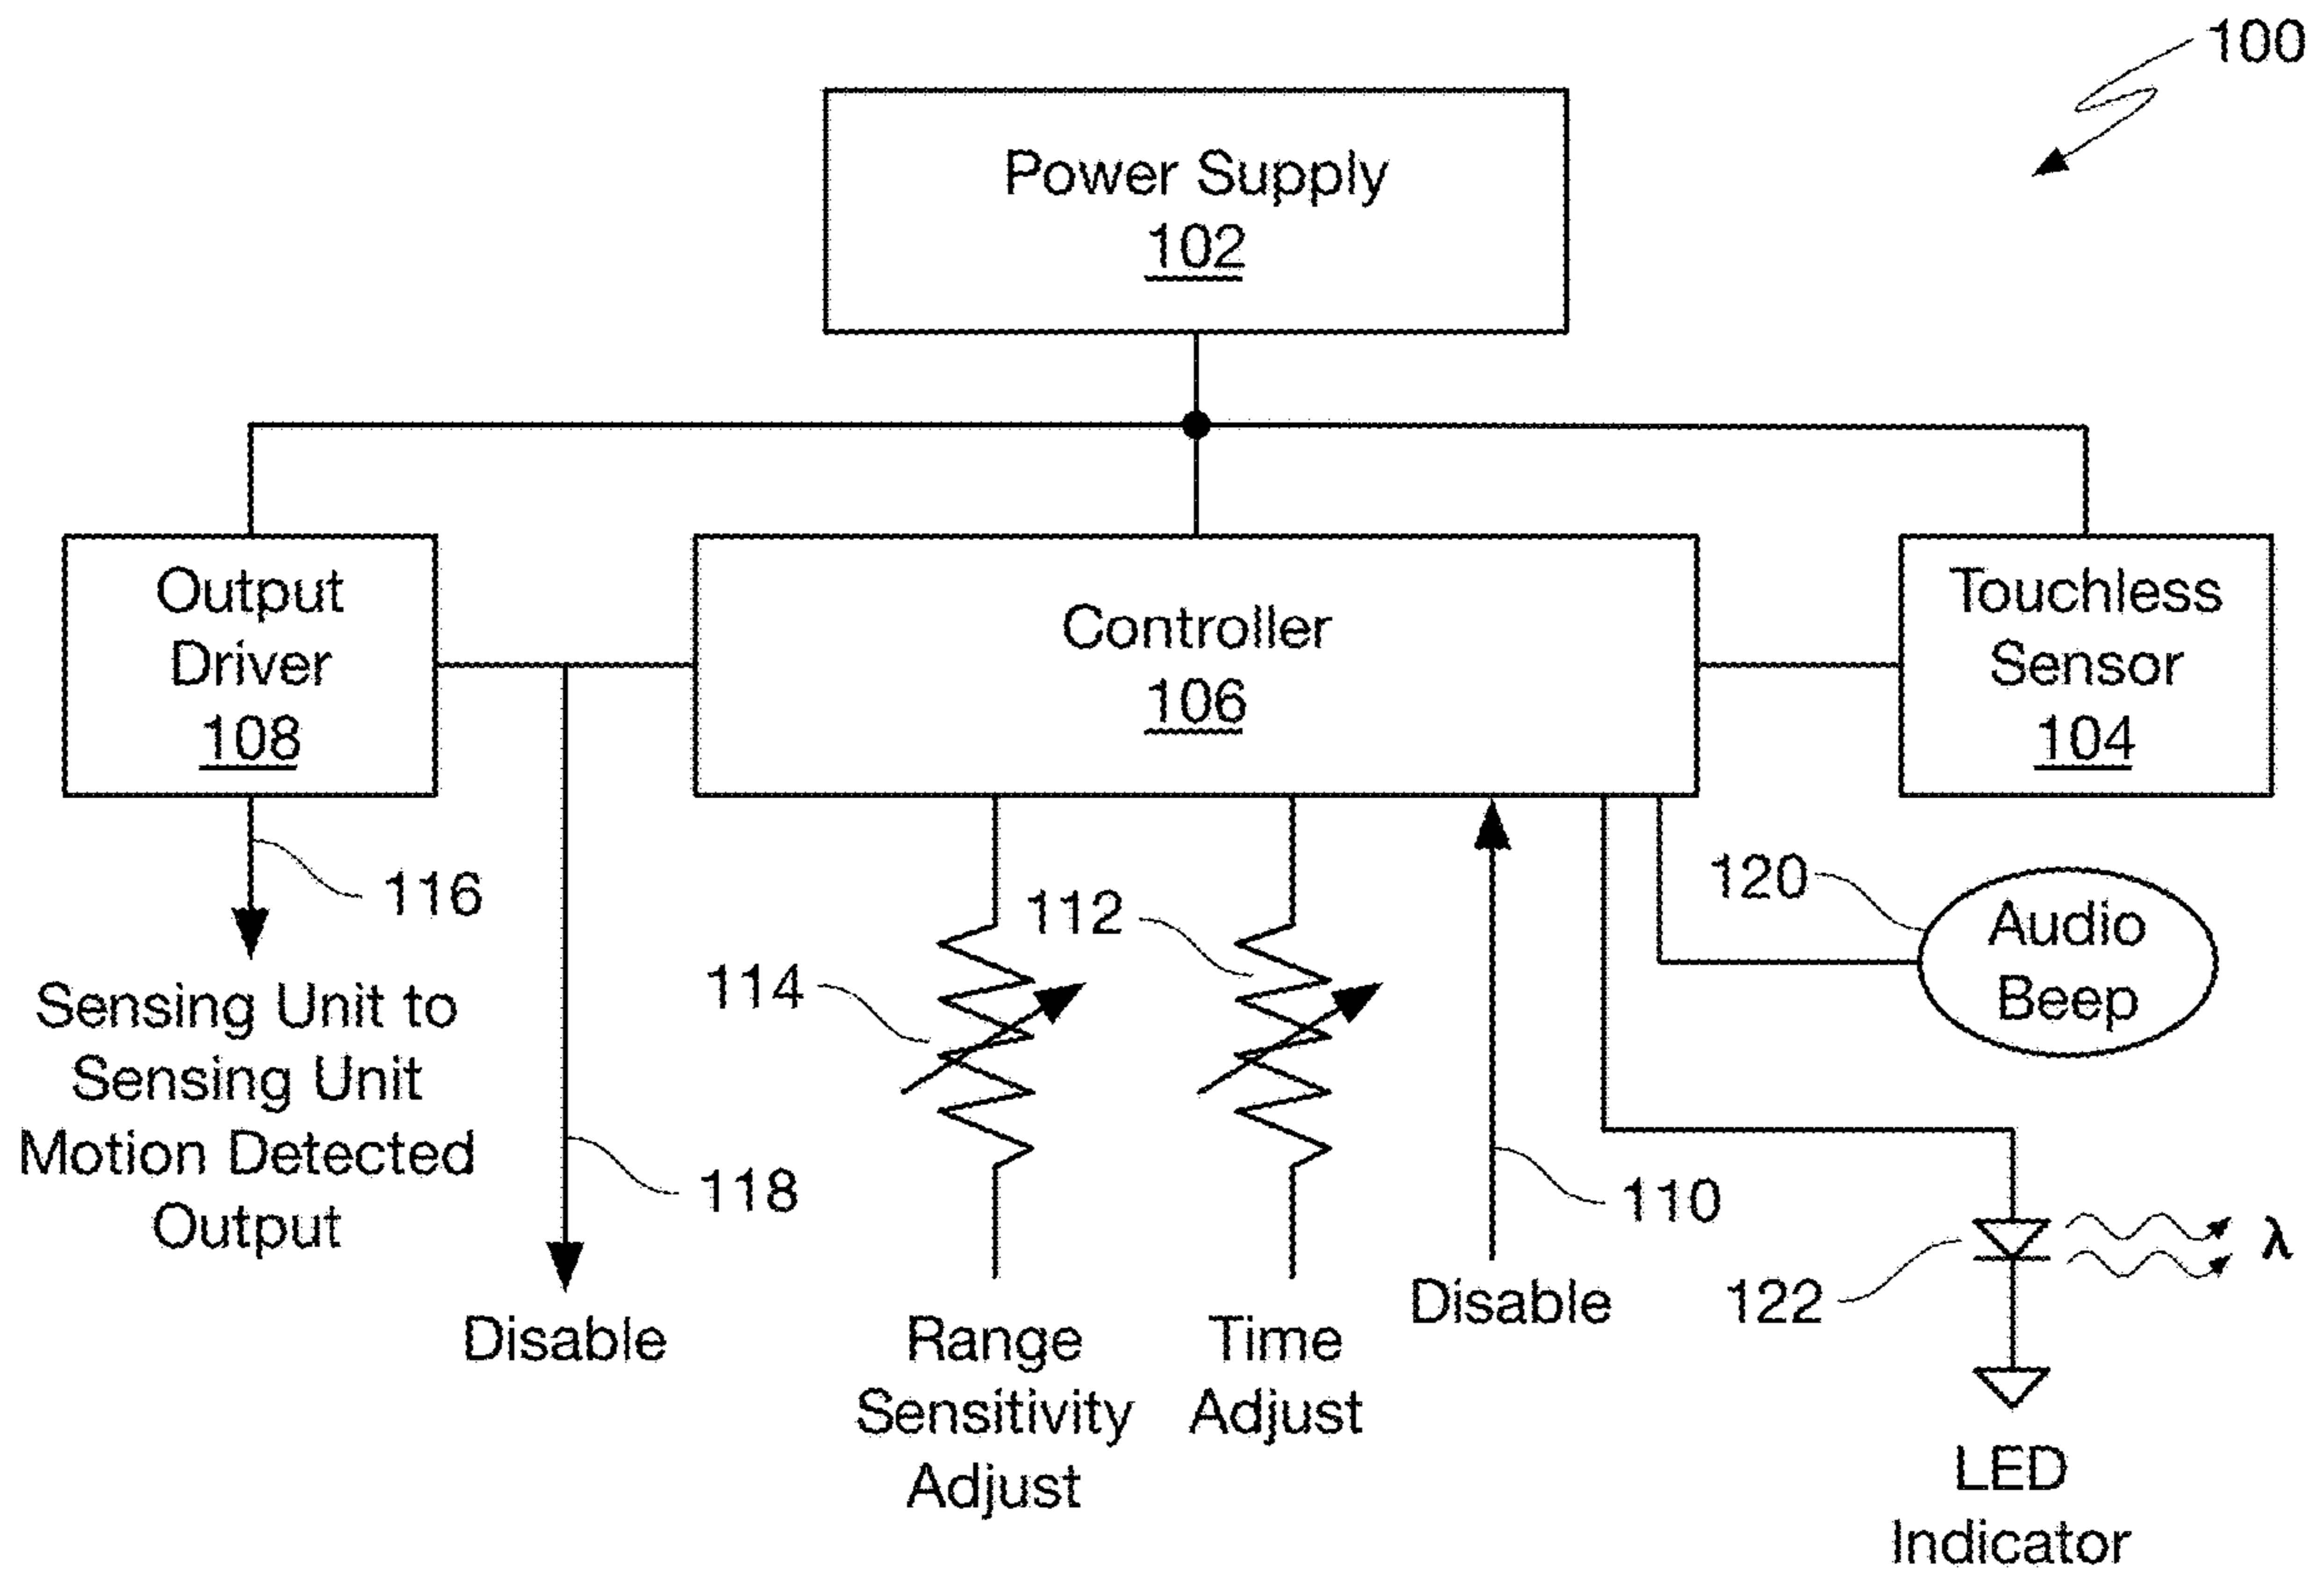 100
Power Supply
102
Output
Driver
108
Controller
106
Touchless
Sensor
104
116
Sensing Unit to
Sensing Unit
Motion Detected
Output
118
Disable
114
Range
Sensitivity
Adjust
112
Time
Adjust
110
Disable
120
Audio
Beep
122
λ
LED
Indicator